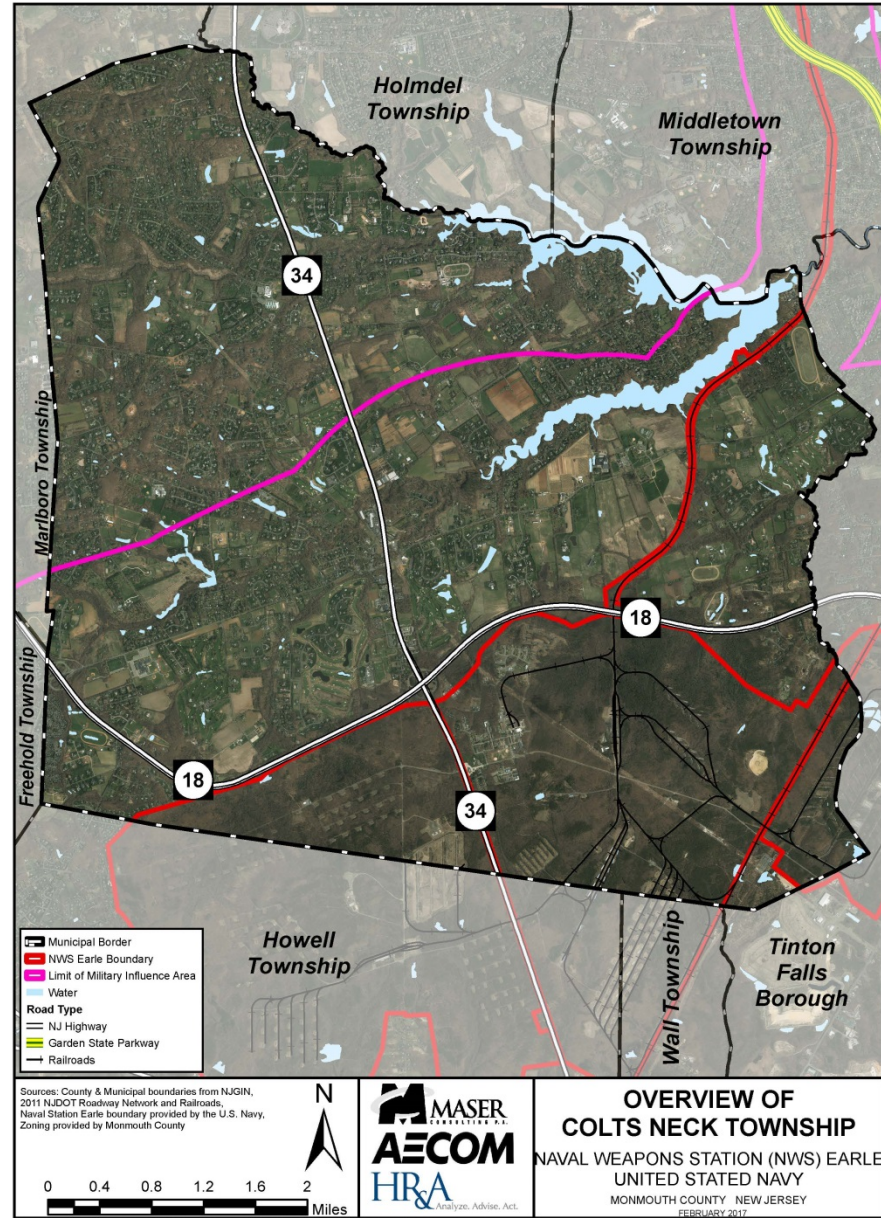 Holmdel
Township
Middletown
Township
34
Marlboro Township
18
Freehold Township
18
34
Howell
Township
Wall Township
Tinton
Falls
Borough
Municipal Border
NWS Earle Boundary
Limit of Military Influence Area
Water
Road Type
NJ Highway
Garden State Parkway
Railroads
Sources: County & Municipal boundaries from NJGIN,
2011 NJDOT Roadway Network and Railroads,
Naval Station Earle boundary provided by the U.S. Navy,
Zoning provided by Monmouth County
N
0 0.4 0.8 1.2 1.6 2
Miles
MASER
CONSULTING P.A.
AECOM
HR&A
Analyze. Advise. Act.
OVERVIEW OF
COLTS NECK TOWNSHIP
NAVAL WEAPONS STATION (NWS) EARLE
UNITED STATED NAVY
MONMOUTH COUNTY NEW JERSEY
FEBRUARY 2017